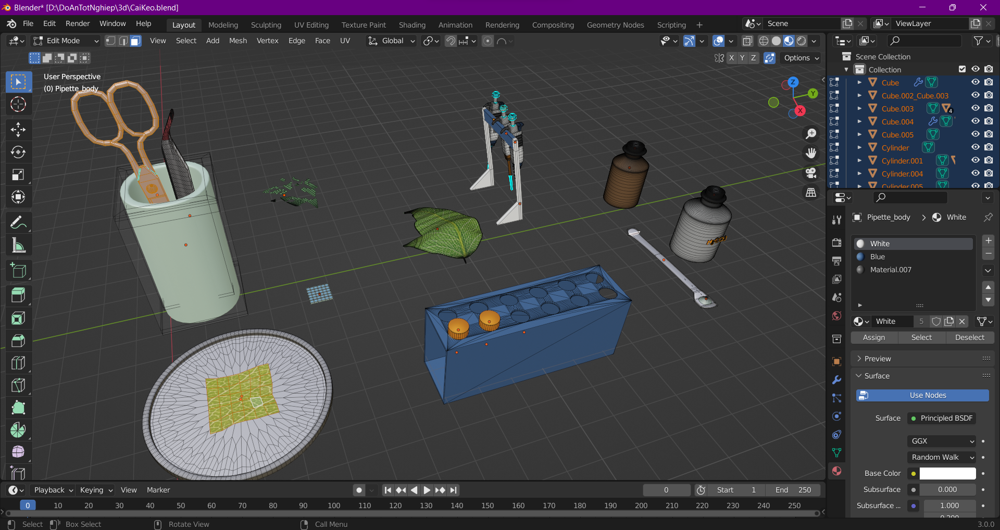 Blender* [D:\DoAnTotNghiep\3d\CaiKeo.blend]
File Edit Render Window Help Layout Modeling Sculpting UV Editing Texture Paint Shading Animation Rendering Compositing Geometry Nodes Scripting + Scene ViewLayer
Edit Mode View Select Add Mesh Vertex Edge Face UV Global
X Y Z Options
User Perspective
(0) Pipette_body
Z
Y
X
Scene Collection
Collection
Cube
Cube.002_Cube.003
Cube.003 4
Cube.004
Cube.005
Cylinder
Cylinder.001
Cylinder.004
Cylinder.005
Pipette_body > White
White
Blue
Material.007
White 5
Assign Select Deselect
Preview
Surface
Use Nodes
Surface Principled BSDF
GGX
Random Walk
Base Color
Subsurface 0.000
Subsurface ... 1.000
0.200
Playback Keying View Marker 0 Start 1 End 250
0 10 20 30 40 50 60 70 80 90 100 110 120 130 140 150 160 170 180 190 200 210 220 230 240 250
Select Box Select Rotate View Call Menu 3.0.0